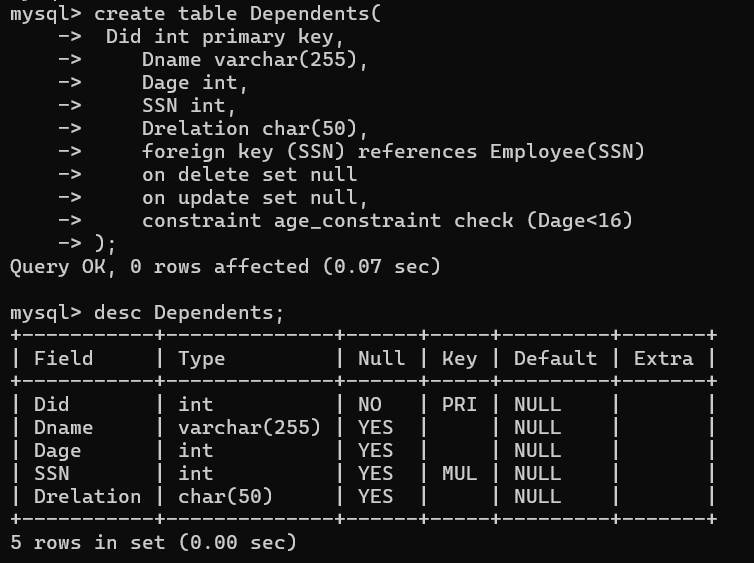 mysql> create table Dependents(
    ->  Did int primary key,
    ->     Dname varchar(255),
    ->     Dage int,
    ->     SSN int,
    ->     Drelation char(50),
    ->     foreign key (SSN) references Employee(SSN)
    ->     on delete set null
    ->     on update set null,
    ->     constraint age_constraint check (Dage<16)
    -> );
Query OK, 0 rows affected (0.07 sec)

mysql> desc Dependents;
+-----------+--------------+------+-----+---------+-------+
| Field     | Type         | Null | Key | Default | Extra |
+-----------+--------------+------+-----+---------+-------+
| Did       | int          | NO   | PRI | NULL    |       |
| Dname     | varchar(255) | YES  |     | NULL    |       |
| Dage      | int          | YES  |     | NULL    |       |
| SSN       | int          | YES  | MUL | NULL    |       |
| Drelation | char(50)     | YES  |     | NULL    |       |
+-----------+--------------+------+-----+---------+-------+
5 rows in set (0.00 sec)